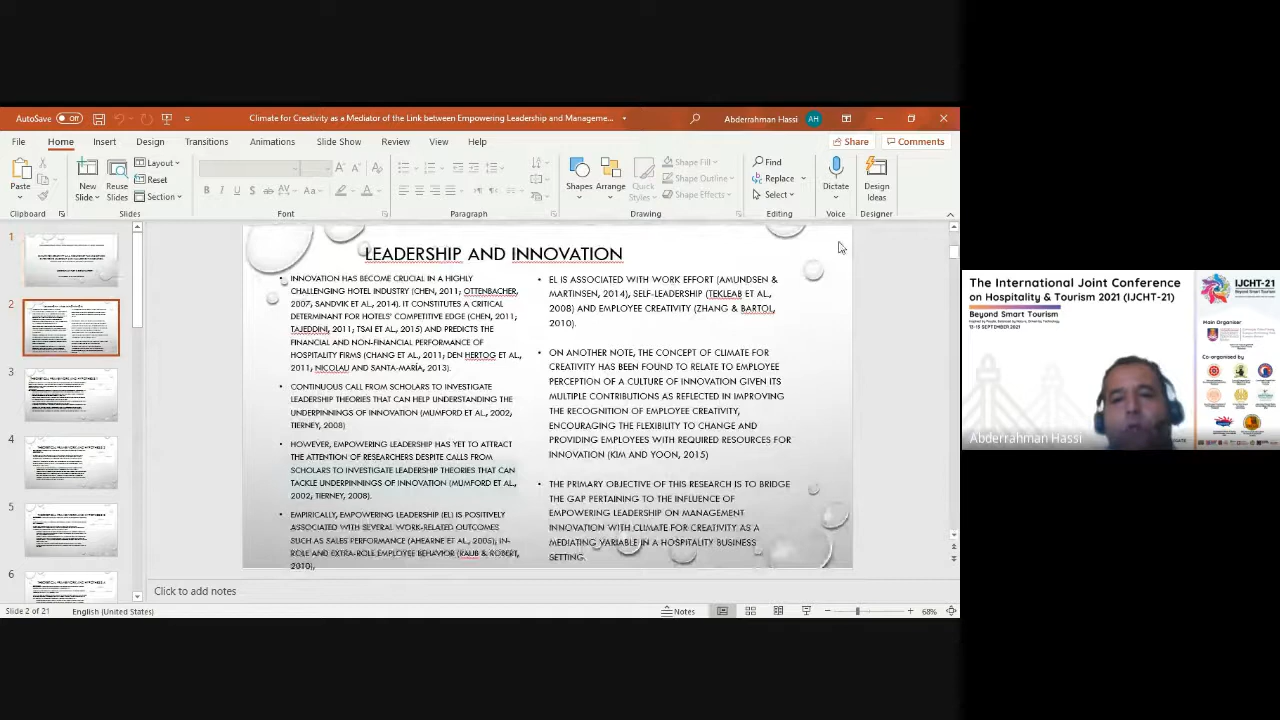 AutoSave Off
Climate for Creativity as a Mediator of the Link between Empowering Leadership and Manageme...
Abderrahman Hassi AH
File Home Insert Transitions Design Animations Slide Show Review View Help
Share Comments
Paste
Clipboard
New Slide
Reuse Slides
Layout
Reset
Section
Slides
Font
Paragraph
Shapes Arrange Quick Styles
Shape Fill
Shape Outline
Shape Effects
Drawing
Find
Replace
Select
Editing
Dictate
Voice
Design Ideas
Designer
1
2
3
4
5
6
LEADERSHIP AND INNOVATION
• INNOVATION HAS BECOME CRUCIAL IN A HIGHLY
CHALLENGING HOTEL INDUSTRY (CHEN, 2011; OTTENBACHER,
2007, SANDVIK ET AL., 2014). IT CONSTITUTES A CRITICAL
DETERMINANT FOR HOTELS' COMPETITIVE EDGE (CHEN, 2011;
2011; TSAI ET AL., 2015) AND PREDICTS THE
FINANCIAL AND NON-FINANCIAL PERFORMANCE OF
HOSPITALITY FIRMS (CHANG ET AL., 2011; DEN HERTOG ET AL.,
2011, NICOLAU AND SANTA-MARÍA, 2013).
• CONTINUOUS CALL FROM SCHOLARS TO INVESTIGATE
LEADERSHIP THEORIES THAT CAN HELP UNDERSTANDING THE
UNDERPINNINGS OF INNOVATION (MUMFORD ET AL., 2002,
TIERNEY, 2008)
• HOWEVER, EMPOWERING LEADERSHIP HAS YET TO ATTRACT
THE ATTENTION OF RESEARCHERS DESPITE CALLS FROM
SCHOLARS TO INVESTIGATE LEADERSHIP THEORIES THAT CAN
TACKLE UNDERPINNINGS OF INNOVATION (MUMFORD ET AL.,
2002, TIERNEY, 2008).
• EMPIRICALLY, EMPOWERING LEADERSHIP (EL) IS POSITIVELY
ASSOCIATED WITH SEVERAL WORK-RELATED OUTCOMES
SUCH AS SALES PERFORMANCE (AHEARNE ET AL., 2005), IN-
ROLE AND EXTRA-ROLE EMPLOYEE BEHAVIOR (RAUB & ROBERT,
2010),
• EL IS ASSOCIATED WITH WORK EFFORT (AMUNDSEN &
MARTINSEN, 2014), SELF-LEADERSHIP (TEKLEAB ET AL.,
2008) AND EMPLOYEE CREATIVITY (ZHANG & BARTOL,
2010).
• ON ANOTHER NOTE, THE CONCEPT OF CLIMATE FOR
CREATIVITY HAS BEEN FOUND TO RELATE TO EMPLOYEE
PERCEPTION OF A CULTURE OF INNOVATION GIVEN ITS
MULTIPLE CONTRIBUTIONS AS REFLECTED IN IMPROVING
RECOGNITION OF EMPLOYEE CREATIVITY,
ENCOURAGING THE FLEXIBILITY TO CHANGE AND
PROVIDING EMPLOYEES WITH REQUIRED RESOURCES FOR
INNOVATION (KIM AND YOON, 2015)
• THE PRIMARY OBJECTIVE OF THIS RESEARCH IS TO BRIDGE
THE GAP PERTAINING TO THE INFLUENCE OF
EMPOWERING LEADERSHIP ON MANAGEMENT
INNOVATION WITH CLIMATE FOR CREATIVITY AS A
MEDIATING VARIABLE IN A HOSPITALITY BUSINESS
SETTING.
Click to add notes
Slide 2 of 21 English (United States) Notes 68%
The International Joint Conference
on Hospitality & Tourism 2021 (IJCHT-21)
Beyond Smart Tourism
13-15 SEPTEMBER 2021
Abderrahman Hassi
IJCHT-21
Beyond Smart Tourism
Main Organiser
Co-organised by